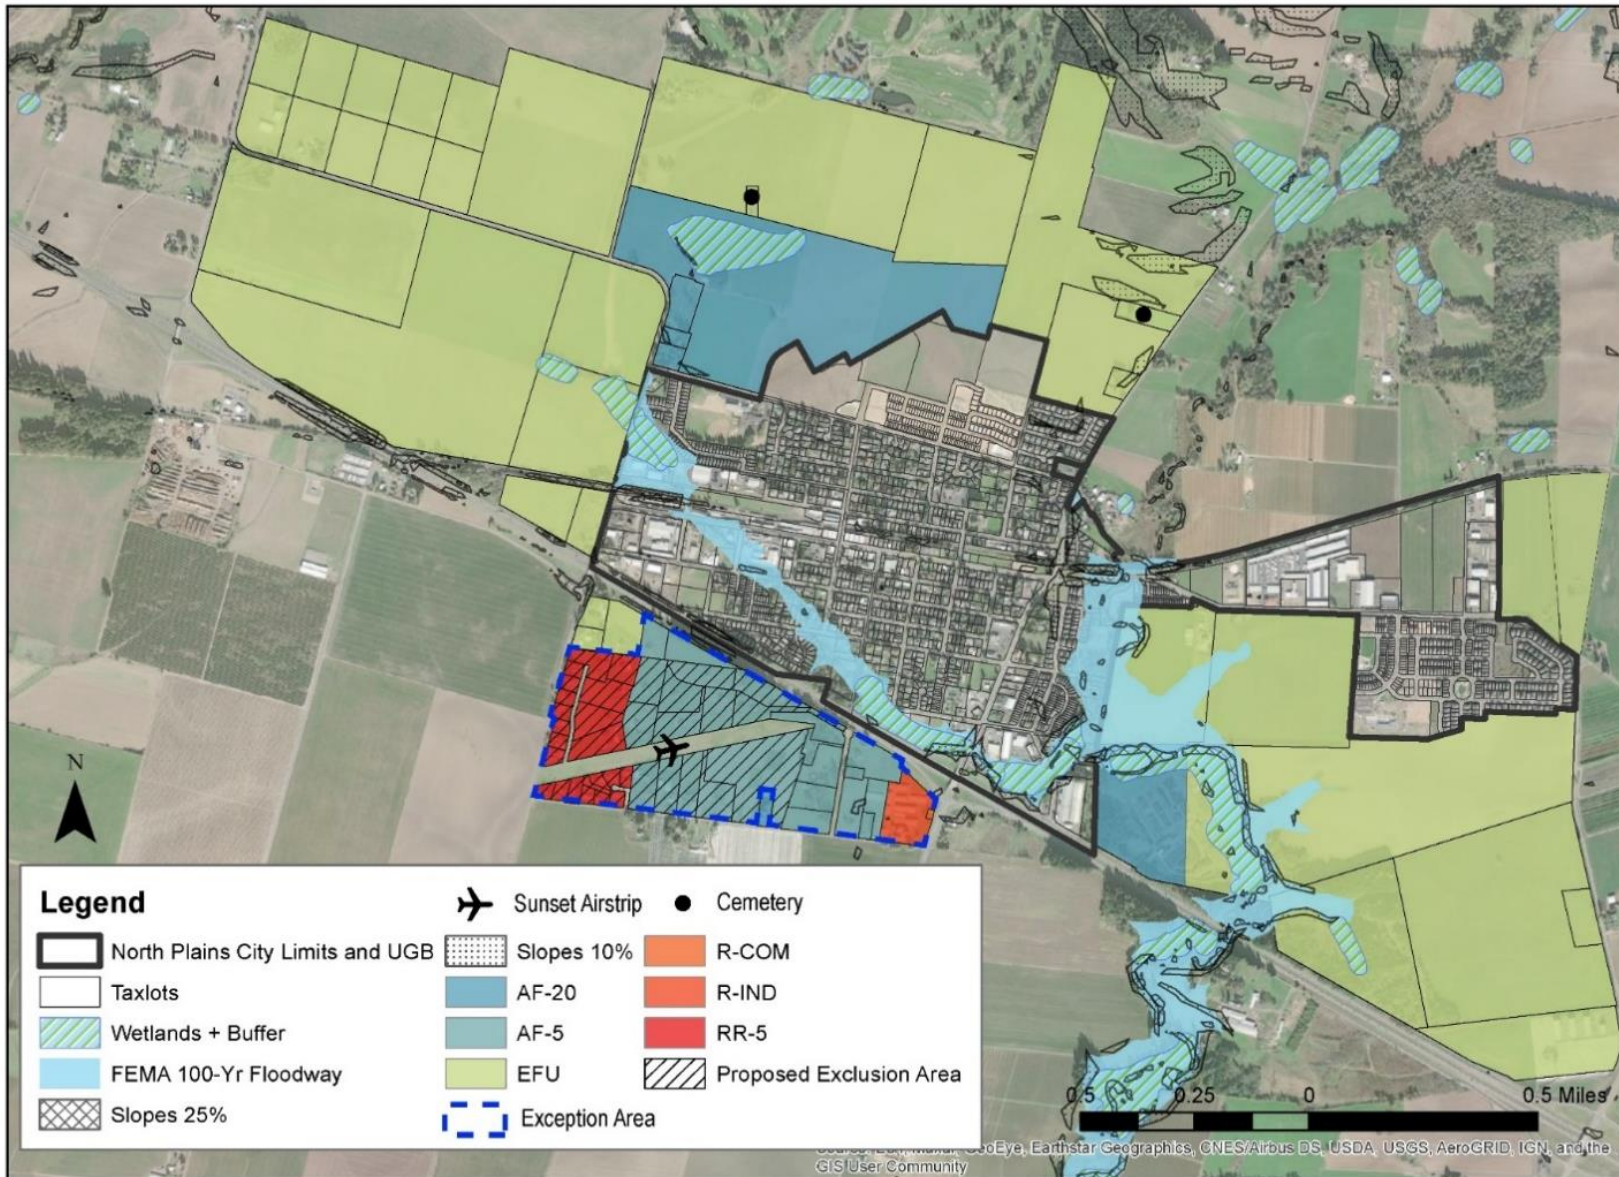 N
Legend
North Plains City Limits and UGB
Taxlots
Wetlands + Buffer
FEMA 100-Yr Floodway
Slopes 25%
Sunset Airstrip
Slopes 10%
AF-20
AF-5
EFU
Exception Area
Cemetery
R-COM
R-IND
RR-5
Proposed Exclusion Area
0.5 0.25 0 0.5 Miles
GeoEye, Earthstar Geographics, CNES/Airbus DS, USDA, USGS, AeroGRID, IGN, and the
GIS User Community